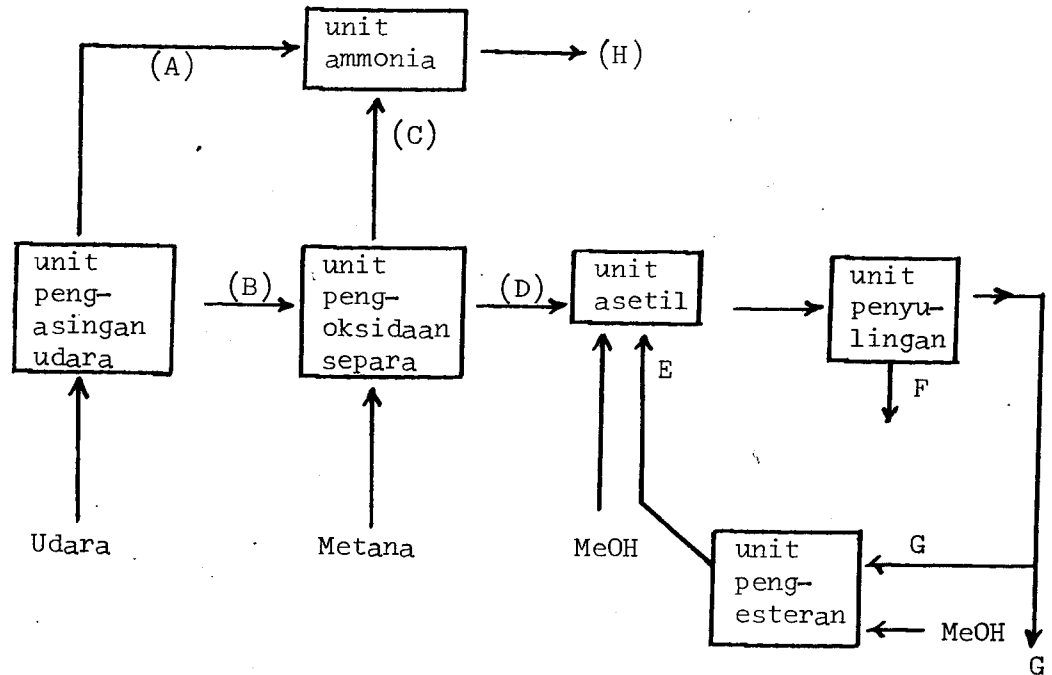 unit
ammonia
(H)
(A)
(C)
unit
peng-
asingan
udara
(B)
unit
peng-
oksidaan
separa
(D)
unit
asetil
unit
penyu-
lingan
E
F
Udara
Metana
MeOH
unit
peng-
esteran
G
MeOH
G